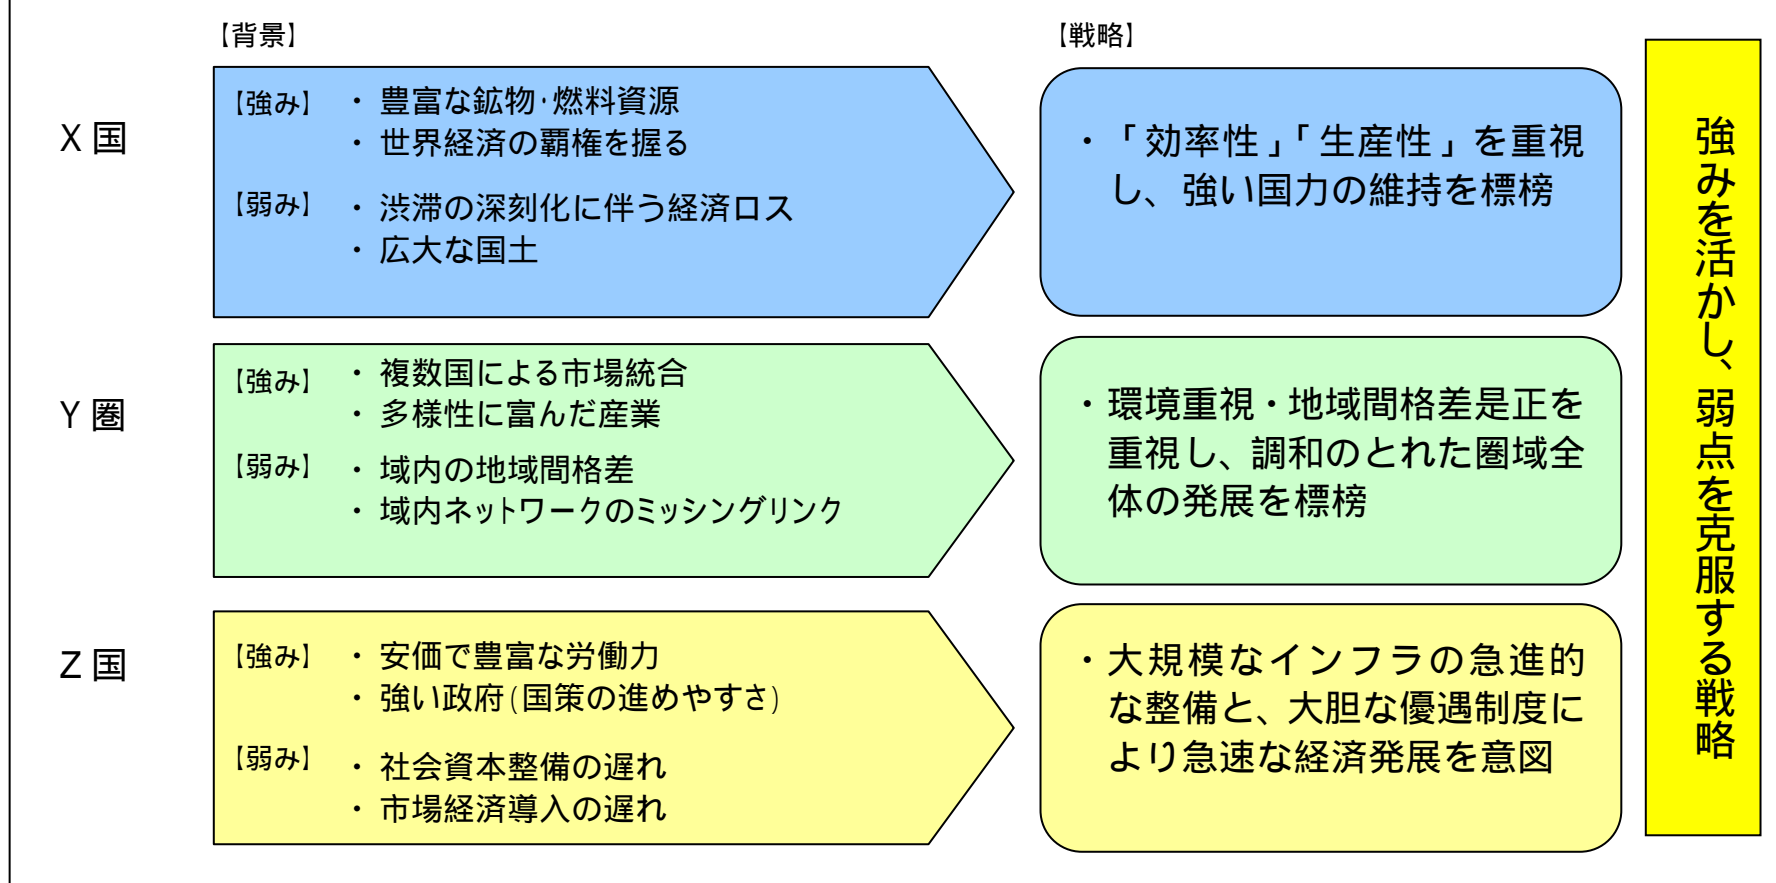 【背景】
【戦略】
X国
【強み】 ・ 豊富な鉱物・燃料資源
・ 世界経済の覇権を握る
【弱み】 ・ 渋滞の深刻化に伴う経済ロス
・ 広大な国土
・「効率性」「生産性」を重視
し、強い国力の維持を標榜
Y圏
【強み】 ・ 複数国による市場統合
・ 多様性に富んだ産業
【弱み】 ・ 域内の地域間格差
・ 域内ネットワークのミッシングリンク
・環境重視・地域間格差是正を
重視し、調和のとれた圏域全
体の発展を標榜
Z国
【強み】 ・ 安価で豊富な労働力
・ 強い政府(国策の進めやすさ)
【弱み】 ・ 社会資本整備の遅れ
・ 市場経済導入の遅れ
・大規模なインフラの急進的
な整備と、大胆な優遇制度に
より急速な経済発展を意図
強みを活かし、弱点を克服する戦略